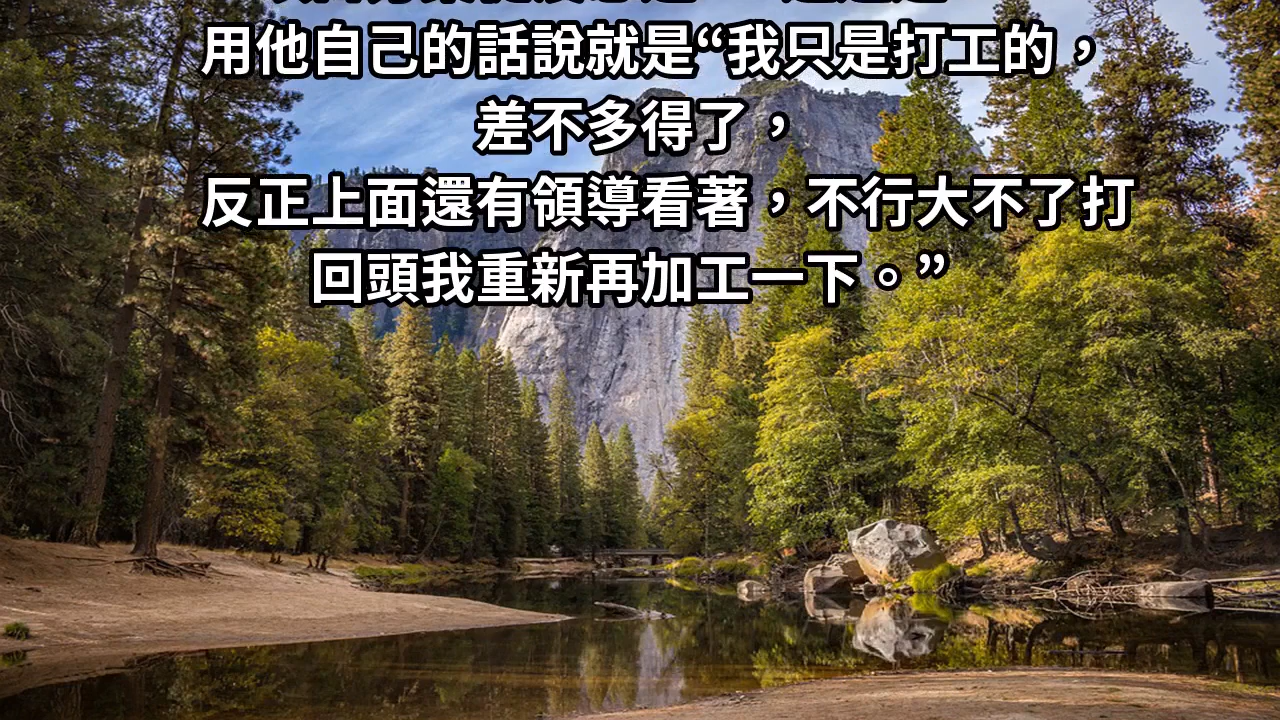 用他自己的話說就是“我只是打工的，
差不多得了，
反正上面還有領導看著，不行大不了打
回頭我重新再加工一下。”